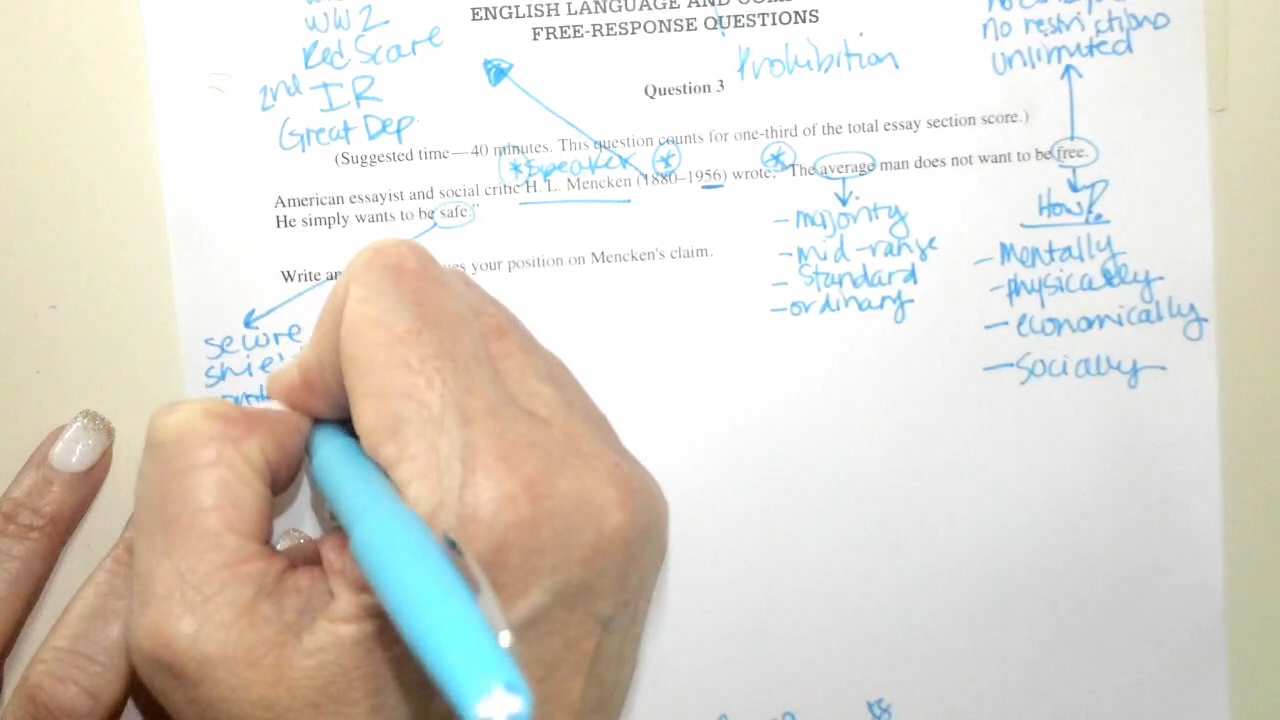 WW2
Red Scare
2nd IR
Great Dep.
ENGLISH LANGUAGE AND
FREE-RESPONSE QUESTIONS
Prohibition
no restrictions
unlimited
Question 3
(Suggested time—40 minutes. This question counts for one-third of the total essay section score.)
*Speaker *
American essayist and social critic H. L. Mencken (1880–1956) wrote, "The average man does not want to be free.
He simply wants to be safe."
Write your position on Mencken's claim.
secure
- majority
- mid-range
- standard
- ordinary
How?
- Mentally
- physically
- economically
- socially